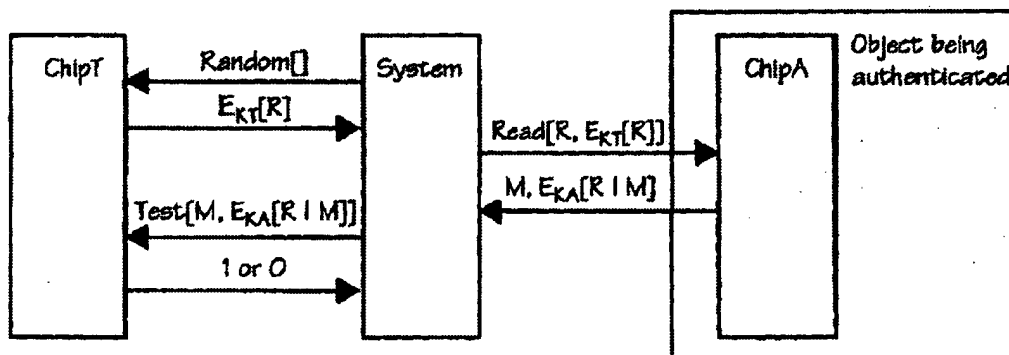 ChipT
Random[]
System
ChipA
Object being
authenticated
E_KT[R]
Read[R, E_KT[R]]
M, E_KA[R | M]
Test[M, E_KA[R | M]]
1 or 0